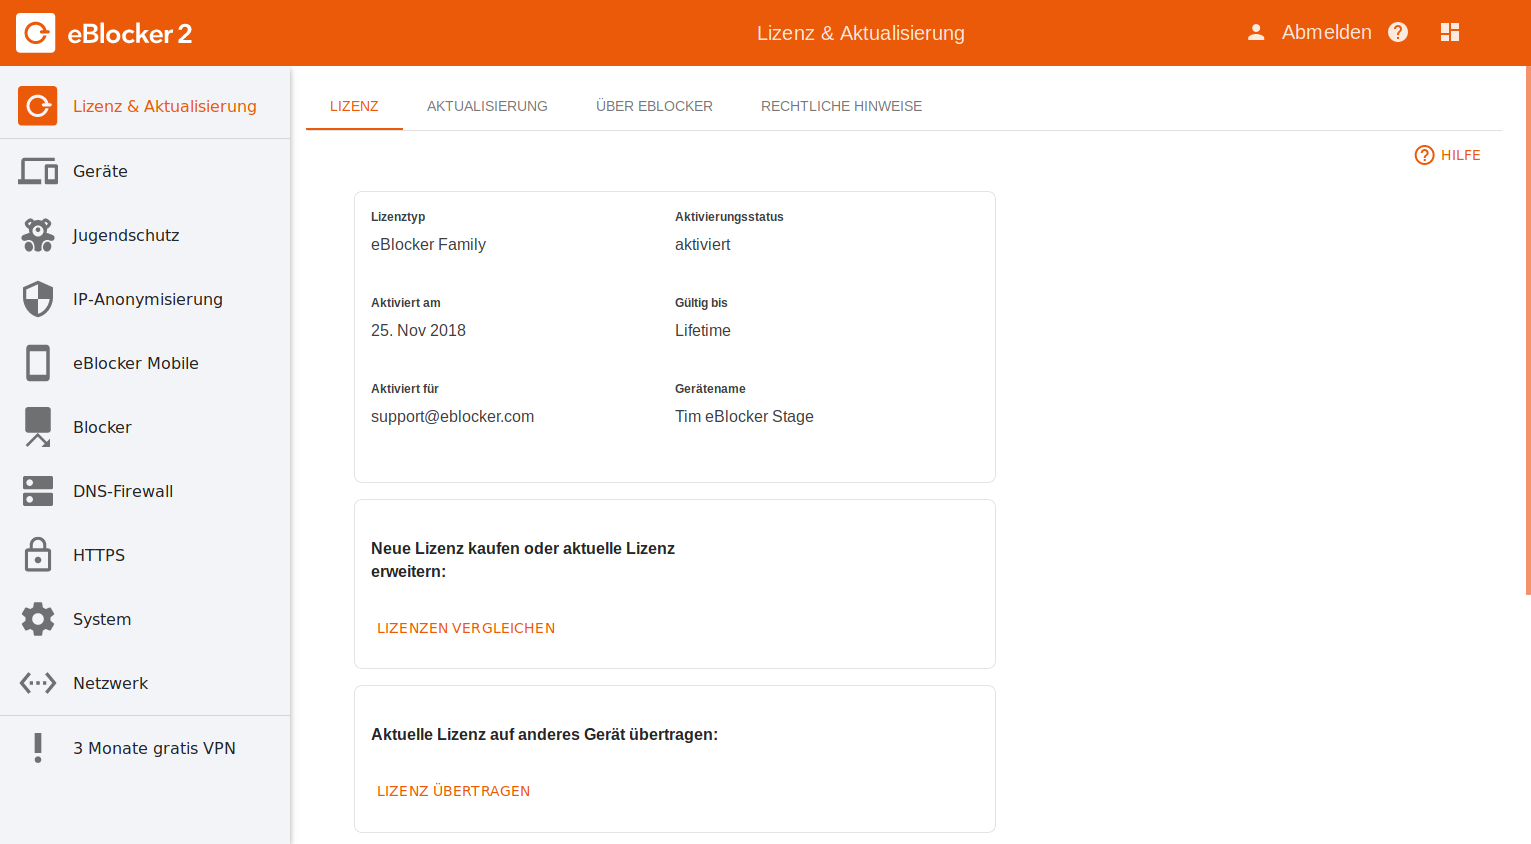 eBlocker 2
Lizenz & Aktualisierung
Abmelden
Lizenz & Aktualisierung
Geräte
Jugendschutz
IP-Anonymisierung
eBlocker Mobile
Blocker
DNS-Firewall
HTTPS
System
Netzwerk
3 Monate gratis VPN
LIZENZ
AKTUALISIERUNG
ÜBER EBLOCKER
RECHTLICHE HINWEISE
HILFE
Lizenztyp
eBlocker Family
Aktivierungsstatus
aktiviert
Aktiviert am
25. Nov 2018
Gültig bis
Lifetime
Aktiviert für
support@eblocker.com
Gerätename
Tim eBlocker Stage
Neue Lizenz kaufen oder aktuelle Lizenz
erweitern:
LIZENZEN VERGLEICHEN
Aktuelle Lizenz auf anderes Gerät übertragen:
LIZENZ ÜBERTRAGEN